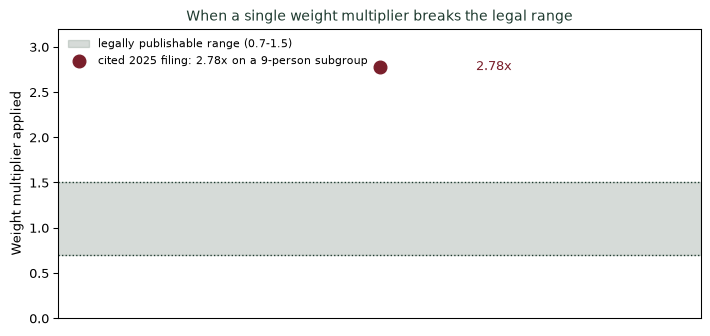 When a single weight multiplier breaks the legal range
legally publishable range (0.7-1.5)
cited 2025 filing: 2.78x on a 9-person subgroup
2.78x
Weight multiplier applied
3.0
2.5
2.0
1.5
1.0
0.5
0.0